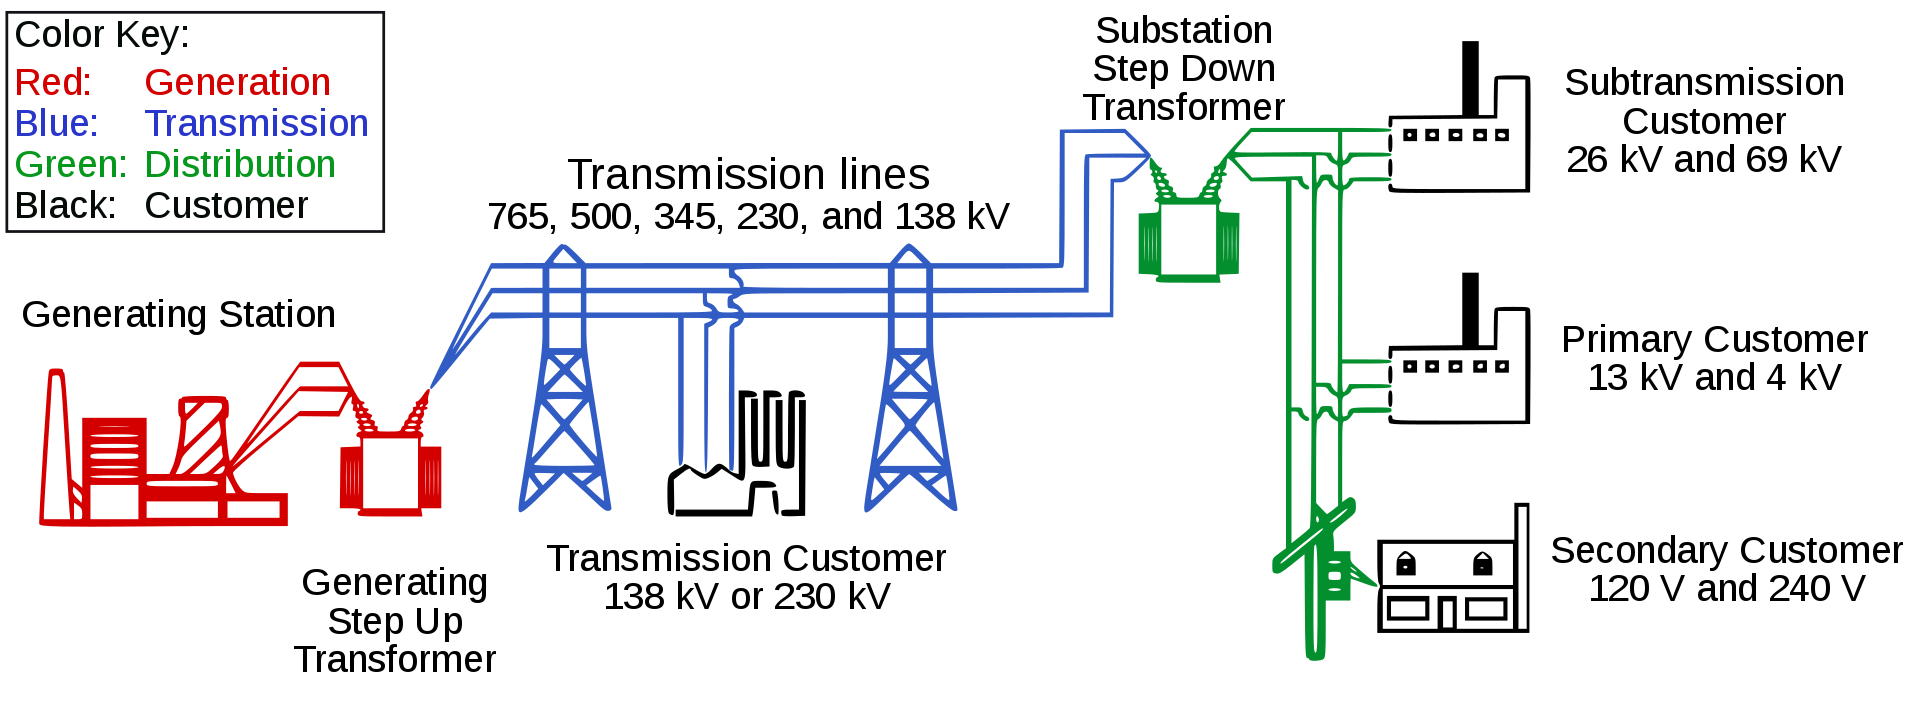 Color Key:
Red: Generation
Blue: Transmission
Green: Distribution
Black: Customer
Generating Station
Generating
Step Up
Transformer
Transmission lines
765, 500, 345, 230, and 138 kV
Transmission Customer
138 kV or 230 kV
Substation
Step Down
Transformer
Subtransmission
Customer
26 kV and 69 kV
Primary Customer
13 kV and 4 kV
Secondary Customer
120 V and 240 V